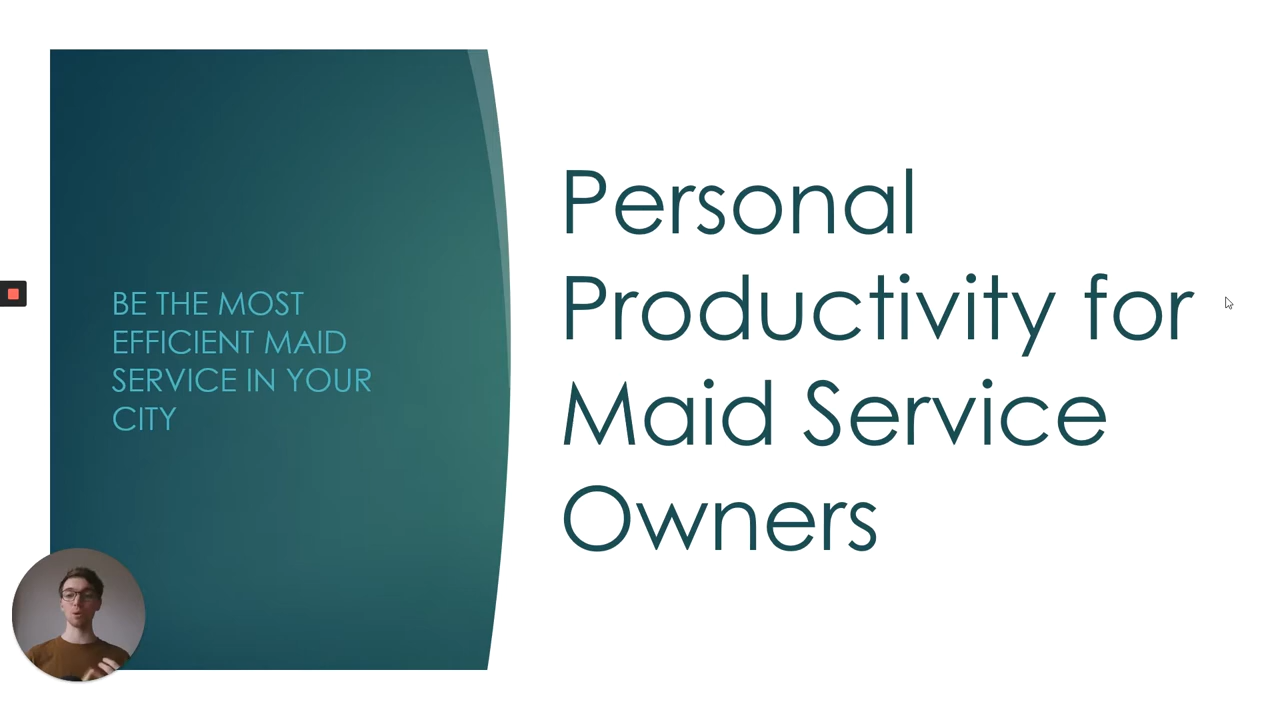 BE THE MOST
EFFICIENT MAID
SERVICE IN YOUR
CITY
Personal
Productivity for
Maid Service
Owners